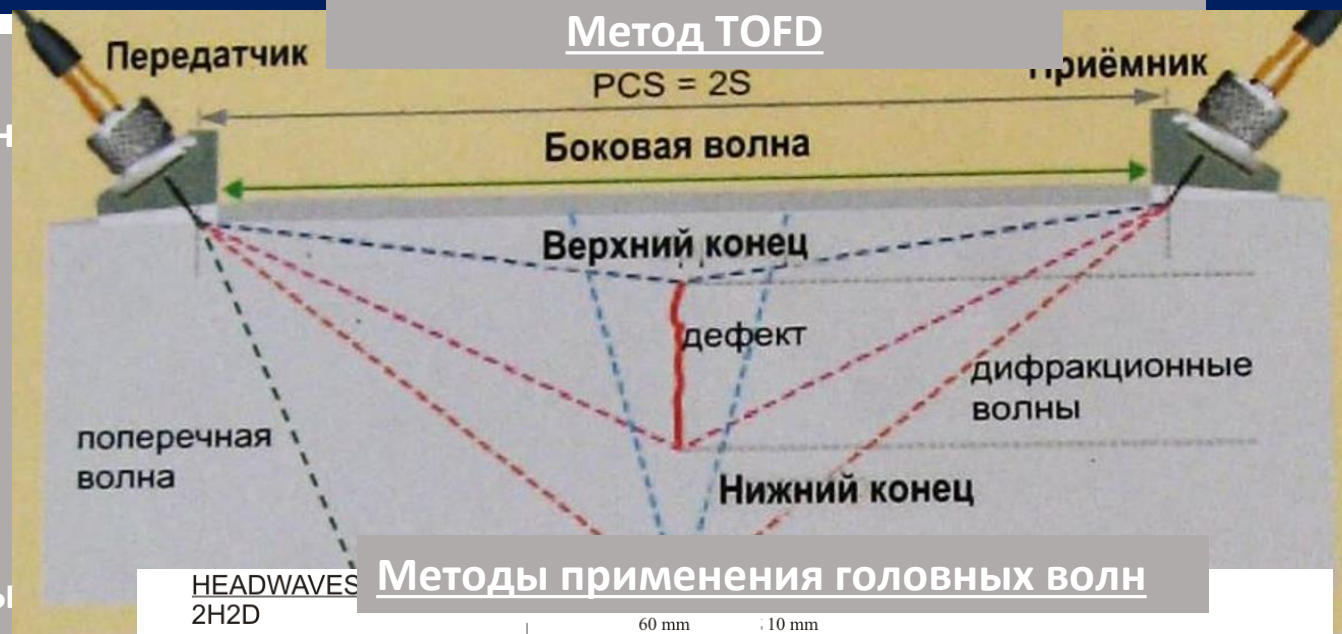 Метод TOFD
Передатчик
Приёмник
PCS = 2S
Боковая волна
Верхний конец
дефект
дифракционные
волны
поперечная
волна
Нижний конец
Методы применения головных волн
HEADWAVES
2H2D
60 mm
10 mm